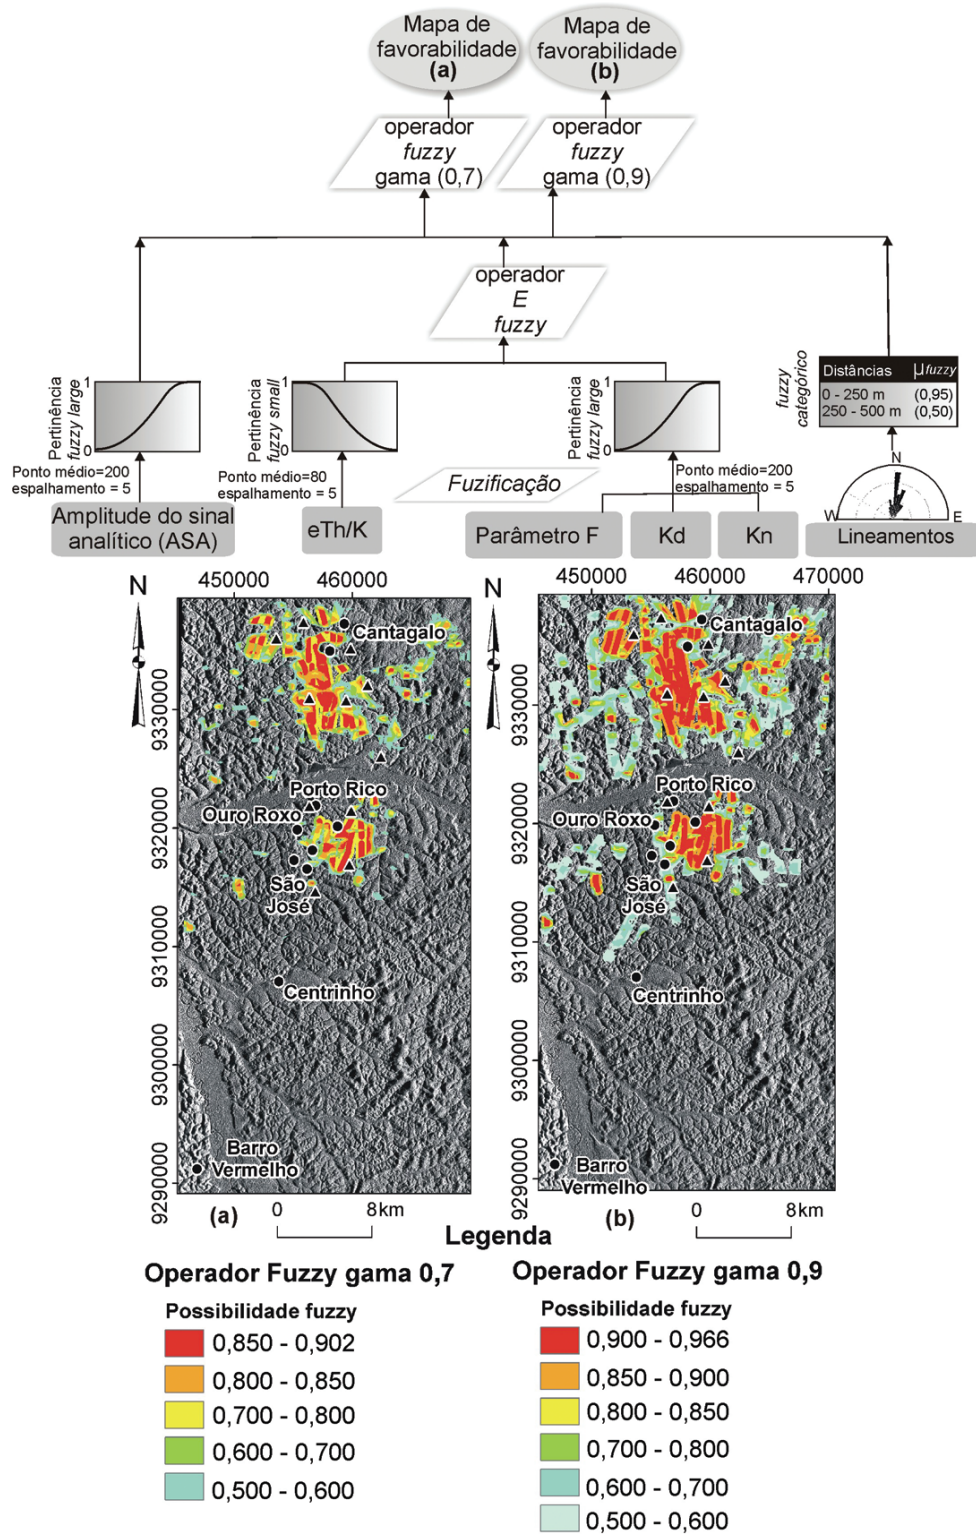 Mapa de
favorabilidade
(a)
Mapa de
favorabilidade
(b)
operador
fuzzy
gama (0,7)
operador
fuzzy
gama (0,9)
operador
E
fuzzy
Pertinência
fuzzy large
1
0
Ponto médio=200
espalhamento = 5
Amplitude do sinal
analítico (ASA)
Pertinência
fuzzy small
1
0
Ponto médio=80
espalhamento = 5
eTh/K
Fuzificação
Pertinência
fuzzy large
1
0
Ponto médio=200
espalhamento = 5
Parâmetro F
Kd
Kn
fuzzy
categórico
Distâncias µfuzzy
0 - 250 m (0,95)
250 - 500 m (0,50)
N
W E
Lineamentos
N
450000 460000
9330000
9320000
9310000
9300000
9290000
Cantagalo
Porto Rico
Ouro Roxo
São
José
Centrinho
Barro
Vermelho
(a)
0 8km
N
450000 460000 470000
9330000
9320000
9310000
9300000
9290000
Cantagalo
Porto Rico
Ouro Roxo
São
José
Centrinho
Barro
Vermelho
(b)
0 8km
Legenda
Operador Fuzzy gama 0,7
Possibilidade fuzzy
0,850 - 0,902
0,800 - 0,850
0,700 - 0,800
0,600 - 0,700
0,500 - 0,600
Operador Fuzzy gama 0,9
Possibilidade fuzzy
0,900 - 0,966
0,850 - 0,900
0,800 - 0,850
0,700 - 0,800
0,600 - 0,700
0,500 - 0,600